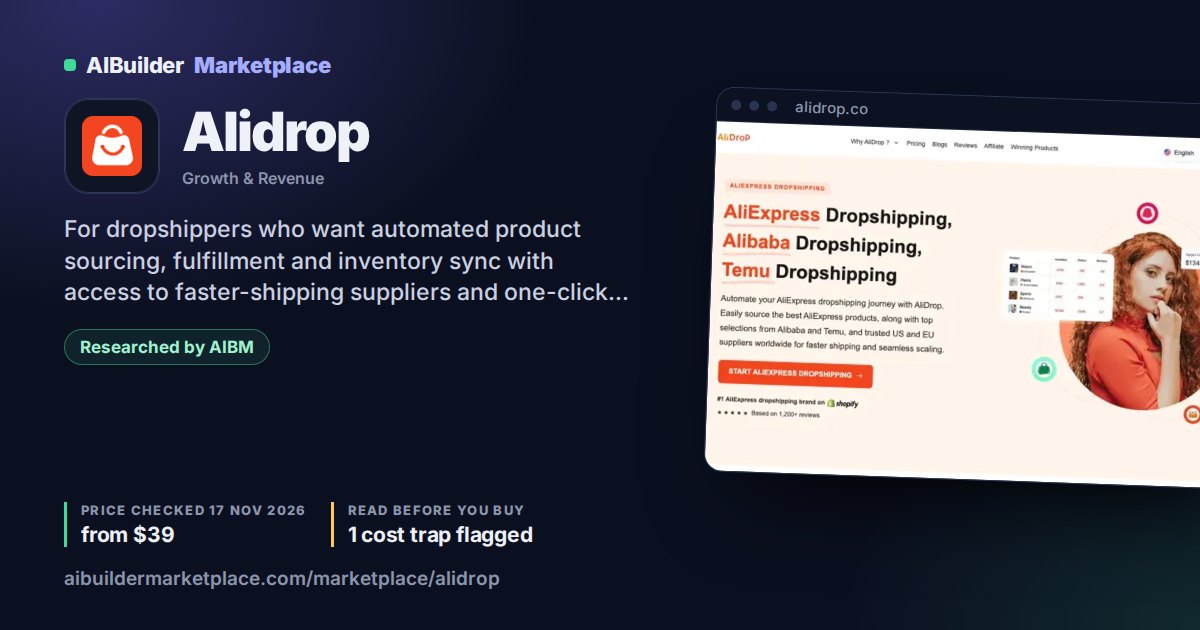 AIBuilder Marketplace
Alidrop
Growth & Revenue
For dropshippers who want automated product
sourcing, fulfillment and inventory sync with
access to faster-shipping suppliers and one-click…
Researched by AIBM
PRICE CHECKED 17 NOV 2026
from $39
READ BEFORE YOU BUY
1 cost trap flagged
aibuildermarketplace.com/marketplace/alidrop
alidrop.co
AliDroP
Why AliDrop ? Pricing Blogs Reviews Affiliate Winning Products
English
ALIEXPRESS DROPSHIPPING
AliExpress Dropshipping,
Alibaba Dropshipping,
Temu Dropshipping
Automate your AliExpress dropshipping journey with AliDrop.
Easily source the best AliExpress products, along with top
selections from Alibaba and Temu, and trusted US and EU
suppliers worldwide for faster shipping and seamless scaling.
START ALIEXPRESS DROPSHIPPING →
#1 AliExpress dropshipping brand on shopify
★★★★★ Based on 1,200+ reviews
$134